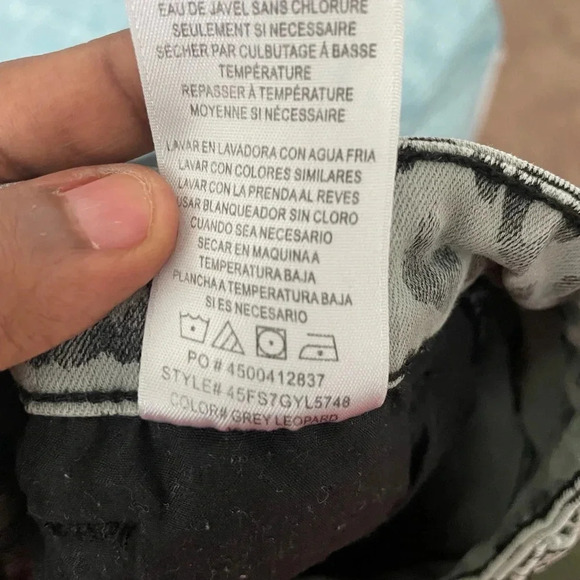 EAU DE JAVEL SANS CHLORURE
SEULEMENT SI NÉCESSAIRE
SÉCHER PAR CULBUTAGE À BASSE
TEMPÉRATURE
REPASSER À TEMPÉRATURE
MOYENNE SI NÉCESSAIRE
LAVAR EN LAVADORA CON AGUA FRIA
LAVAR CON COLORES SIMILARES
LAVAR CON LA PRENDA AL REVES
USAR BLANQUEADOR SIN CLORO
CUANDO SEA NECESARIO
SECAR EN MAQUINA A
TEMPERATURA BAJA
PLANCHA A TEMPERATURA BAJA
SI ES NECESARIO
PO # 4500412837
STYLE# 45FS7GYL5748
COLOR# GREY LEOPARD